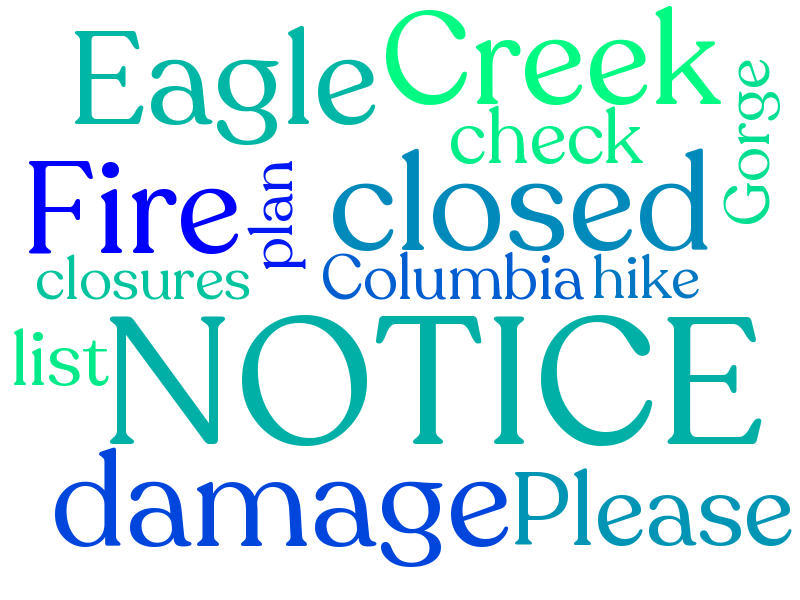 Eagle Creek
check
Gorge
Fire
plan
closed
closures
Columbia
hike
list
NOTICE
damage
Please